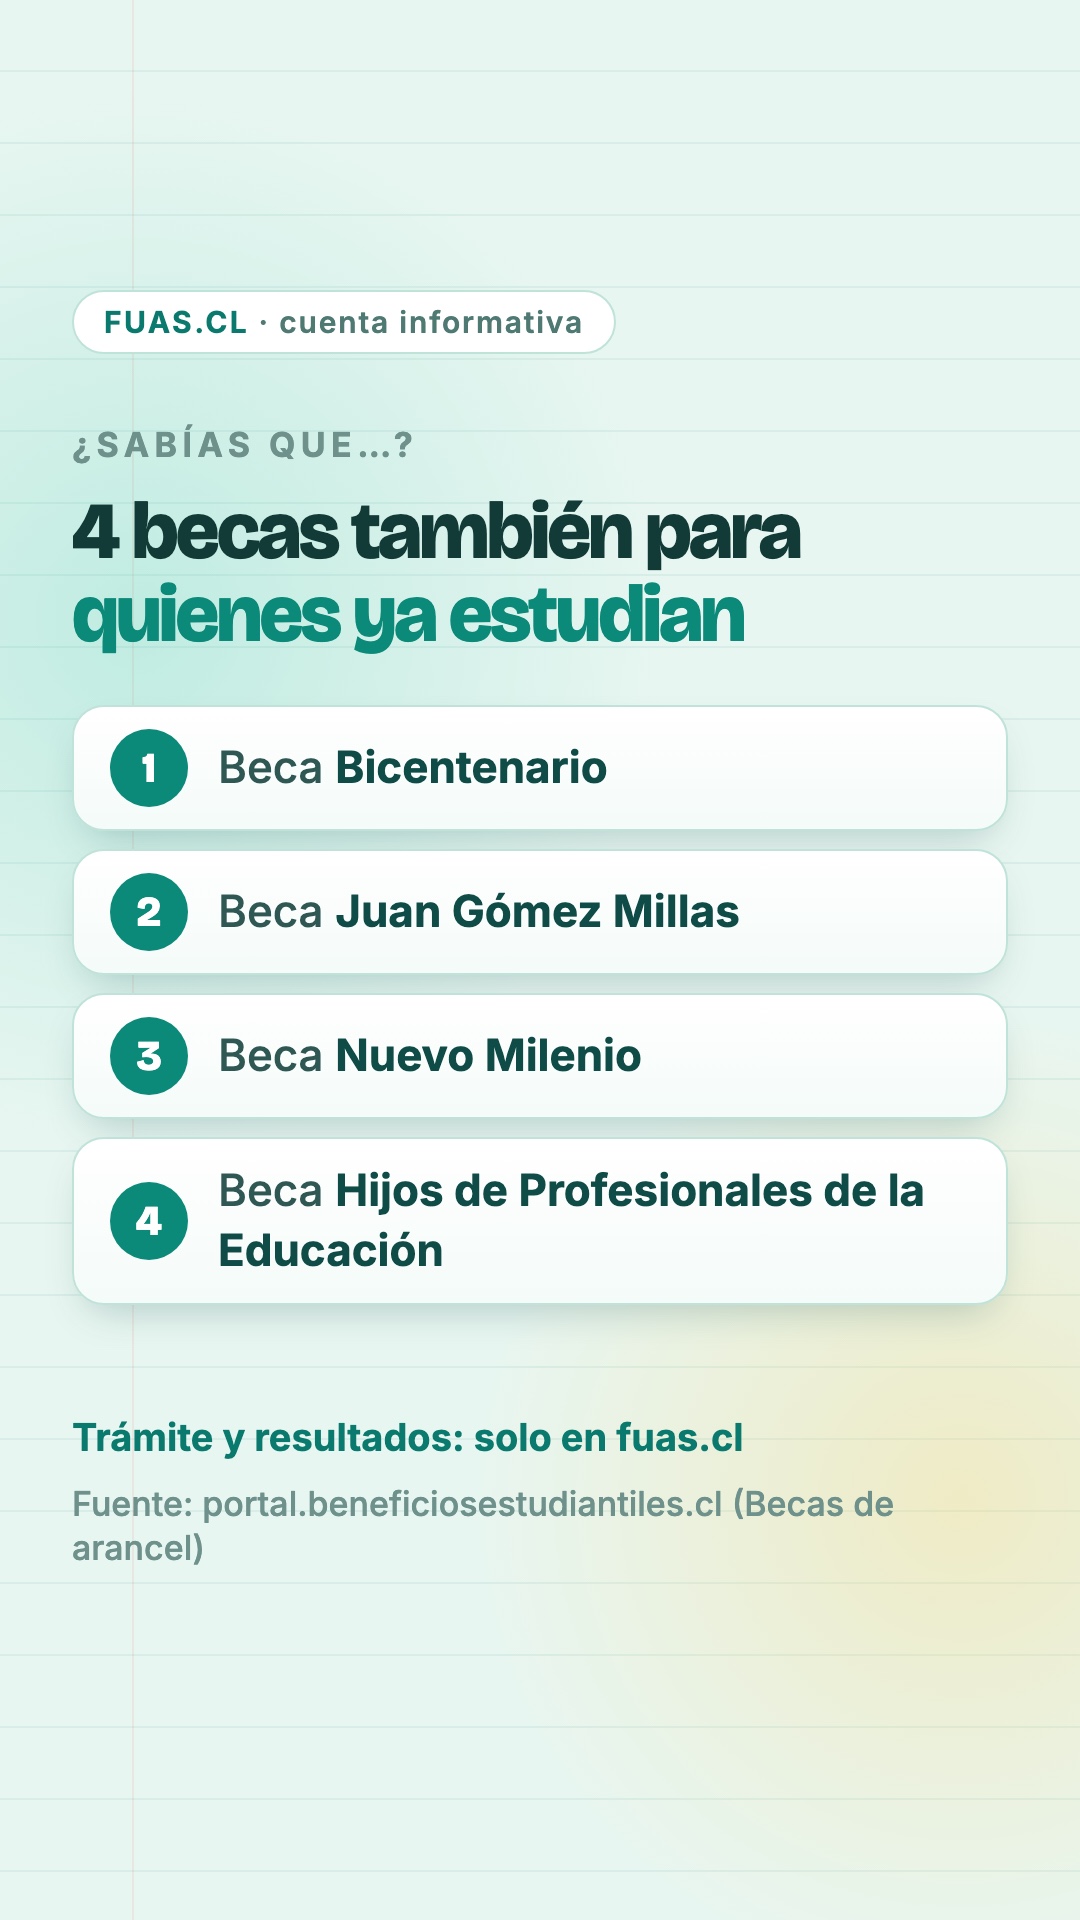 FUAS.CL · cuenta informativa
¿SABÍAS QUE...?
4 becas también para
quienes ya estudian
1 Beca Bicentenario
2 Beca Juan Gómez Millas
3 Beca Nuevo Milenio
4 Beca Hijos de Profesionales de la
Educación
Trámite y resultados: solo en fuas.cl
Fuente: portal.beneficiosestudiantiles.cl (Becas de
arancel)